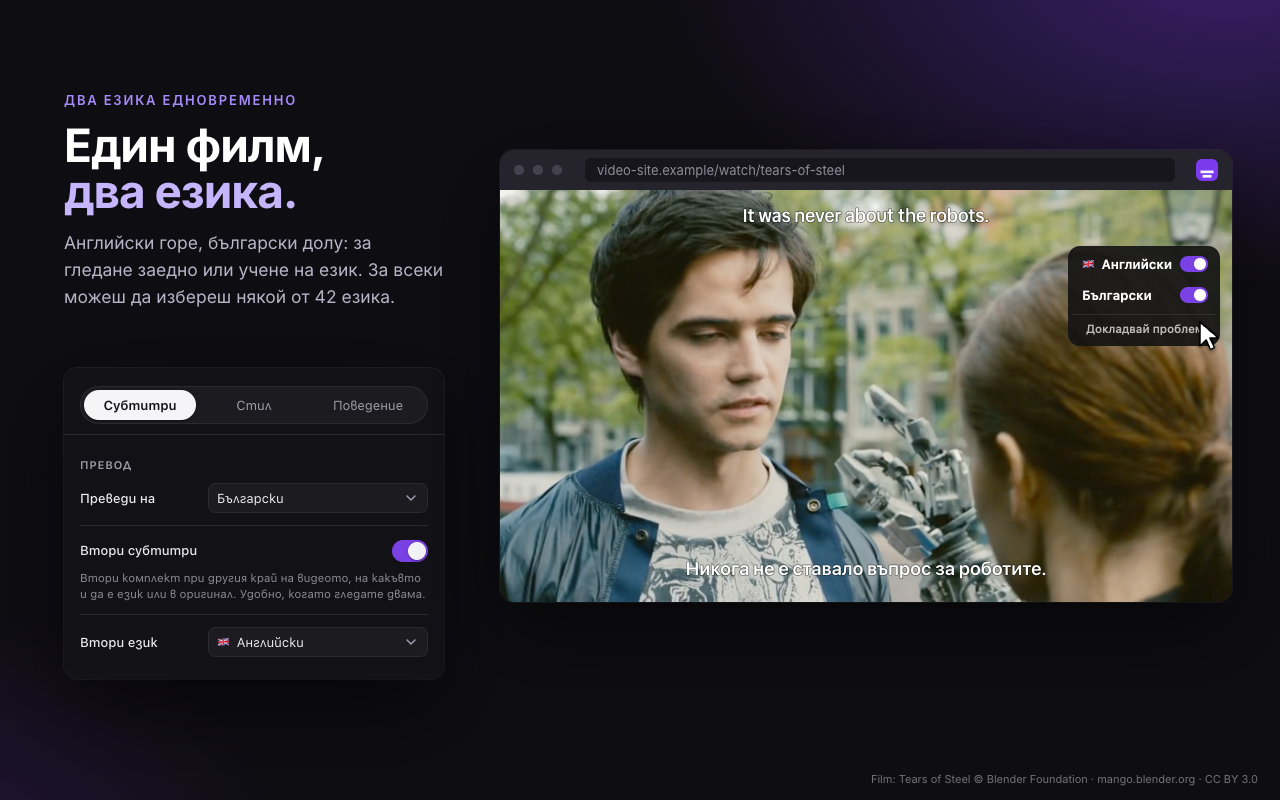 ДВА ЕЗИКА ЕДНОВРЕМЕННО
Един филм,
два езика.
Английски горе, български долу: за
гледане заедно или учене на език. За всеки
можеш да избереш някой от 42 езика.
Субтитри
Стил
Поведение
ПРЕВОД
Преведи на
Български
Втори субтитри
Втори комплект при другия край на видеото, на какъвто
и да е език или в оригинал. Удобно, когато гледате двама.
Втори език
Английски
video-site.example/watch/tears-of-steel
It was never about the robots.
Английски
Български
Докладвай проблем
Никога не е ставало въпрос за роботите.
Film: Tears of Steel © Blender Foundation · mango.blender.org · CC BY 3.0